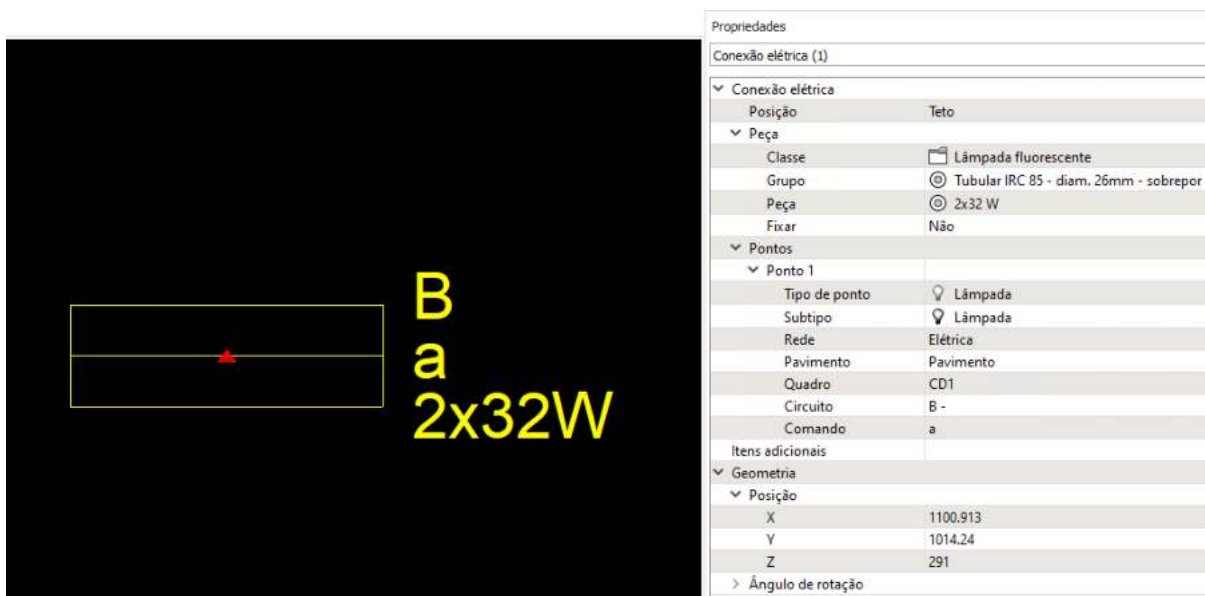 B
a
2x32W
Propriedades
Conexão elétrica (1)
Conexão elétrica
Posição Teto
Peça
Classe Lâmpada fluorescente
Grupo Tubular IRC 85 - diam. 26mm - sobrepor
Peça 2x32 W
Fixar Não
Pontos
Ponto 1
Tipo de ponto Lâmpada
Subtipo Lâmpada
Rede Elétrica
Pavimento Pavimento
Quadro CD1
Circuito B -
Comando a
Itens adicionais
Geometria
Posição
X 1100.913
Y 1014.24
Z 291
Ângulo de rotação